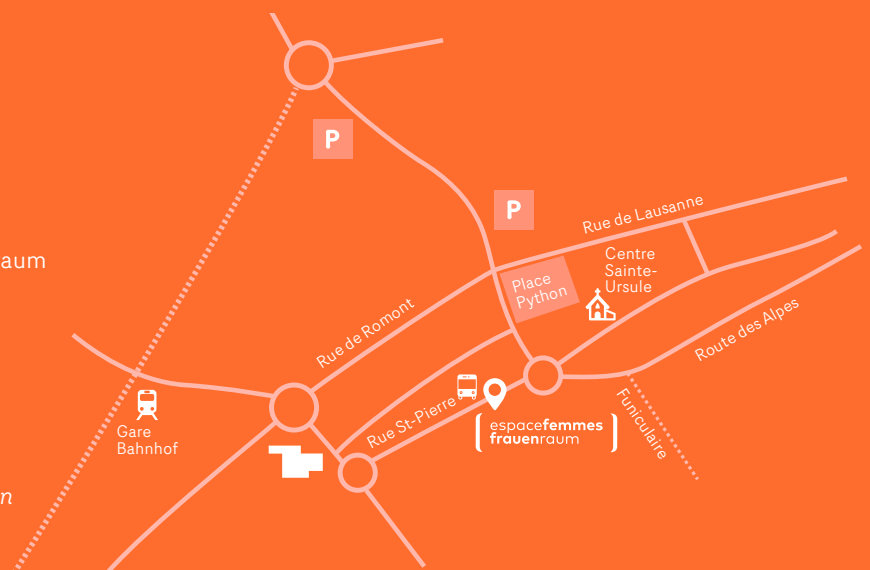 P
P
Rue de Lausanne
Centre
Sainte-
Ursule
aum
Place
Python
Rue de Romont
Route des Alpes
Rue St-Pierre
Funiculaire
espacefemmes
frauenraum
Gare
Bahnhof
n